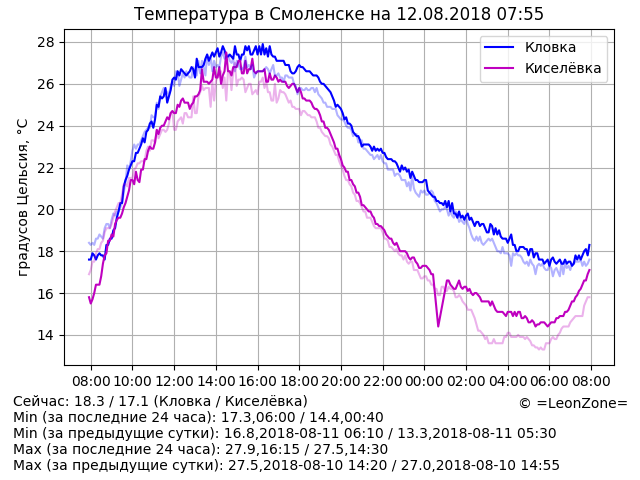 Температура в Смоленске на 12.08.2018 07:55
градусов Цельсия, °C
28
26
24
22
20
18
16
14
Кловка
Киселёвка
08:00 10:00 12:00 14:00 16:00 18:00 20:00 22:00 00:00 02:00 04:00 06:00 08:00
Сейчас: 18.3 / 17.1 (Кловка / Киселёвка)
© =LeonZone=
Min (за последние 24 часа): 17.3,06:00 / 14.4,00:40
Min (за предыдущие сутки): 16.8,2018-08-11 06:10 / 13.3,2018-08-11 05:30
Max (за последние 24 часа): 27.9,16:15 / 27.5,14:30
Max (за предыдущие сутки): 27.5,2018-08-10 14:20 / 27.0,2018-08-10 14:55